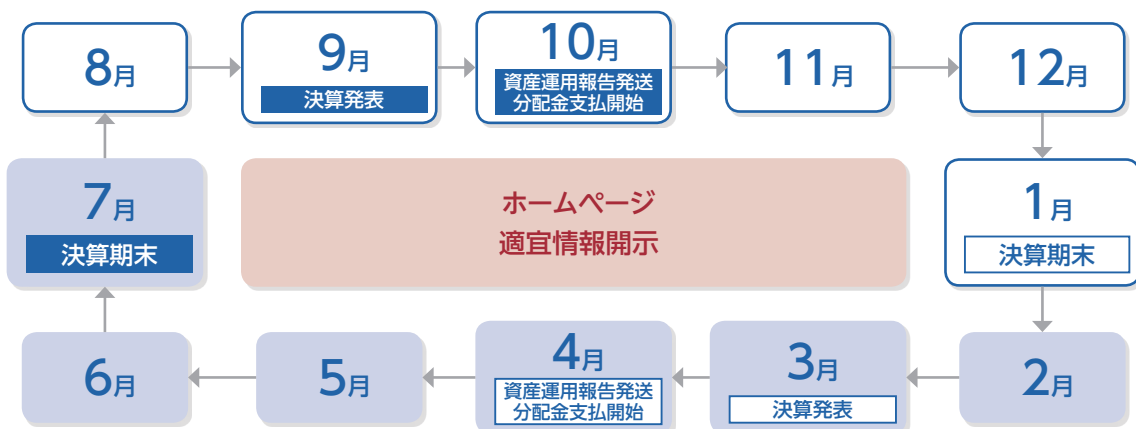 8月
9月
決算発表
10月
資産運用報告発送
分配金支払開始
11月
12月
7月
決算期末
ホームページ
適宜情報開示
1月
決算期末
6月
5月
4月
資産運用報告発送
分配金支払開始
3月
決算発表
2月